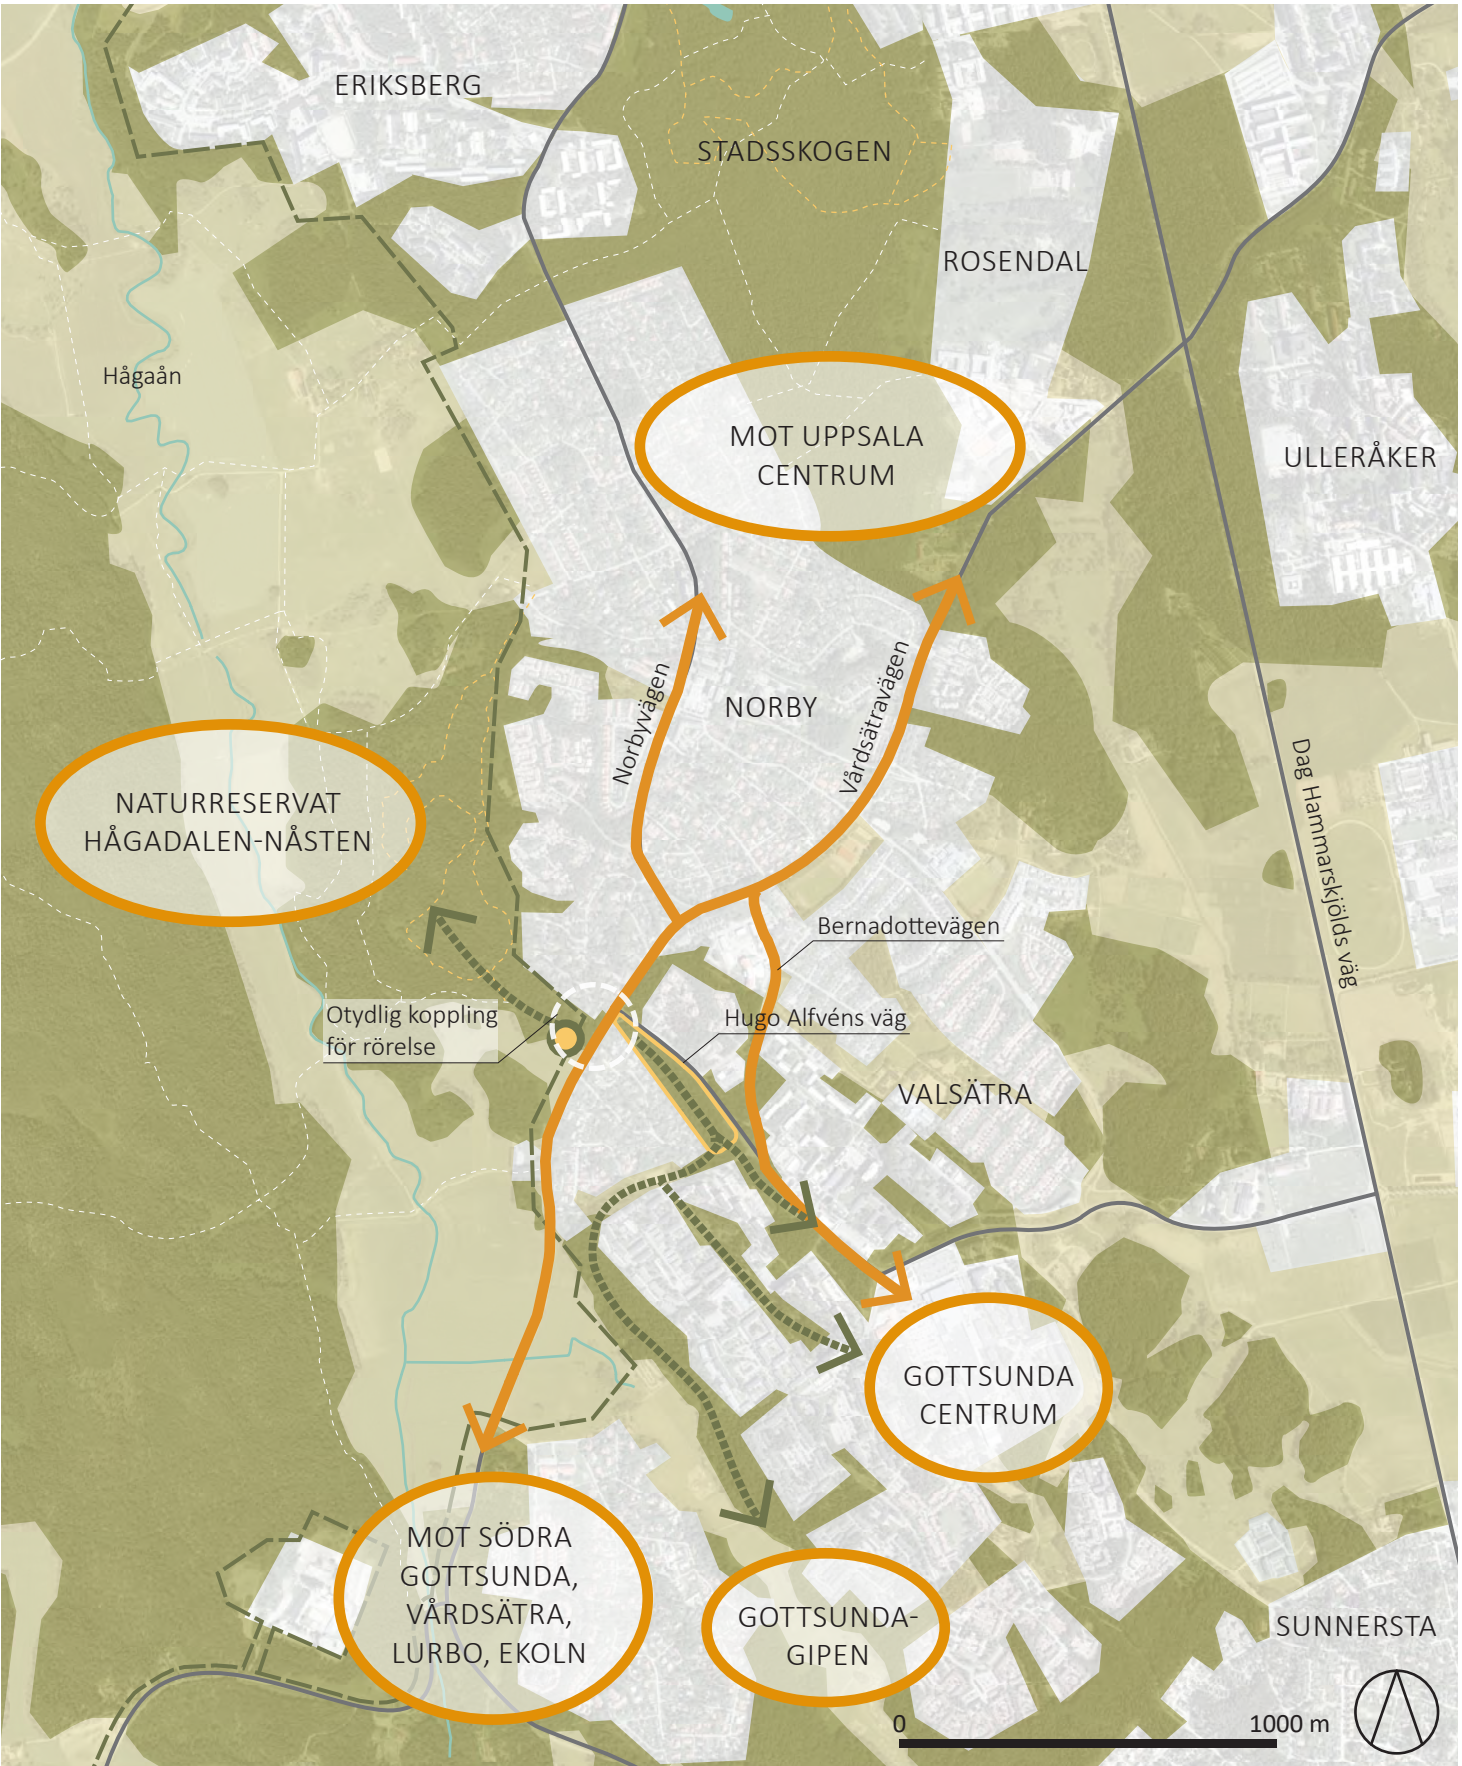 ERIKSBERG
STADSSKOGEN
ROSENDAL
Hågaån
MOT UPPSALA
CENTRUM
ULLERÅKER
Norbyvägen
NORBY
Vårdsätravägen
Dag Hammarskjölds väg
NATURRESERVAT
HÅGADALEN-NÅSTEN
Bernadottevägen
Otydlig koppling
för rörelse
Hugo Alfvéns väg
VALSÄTRA
GOTTSUNDA
CENTRUM
MOT SÖDRA
GOTTSUNDA,
VÅRDSÄTRA,
LURBO, EKOLN
GOTTSUNDA-
GIPEN
SUNNERSTA
0
1000 m